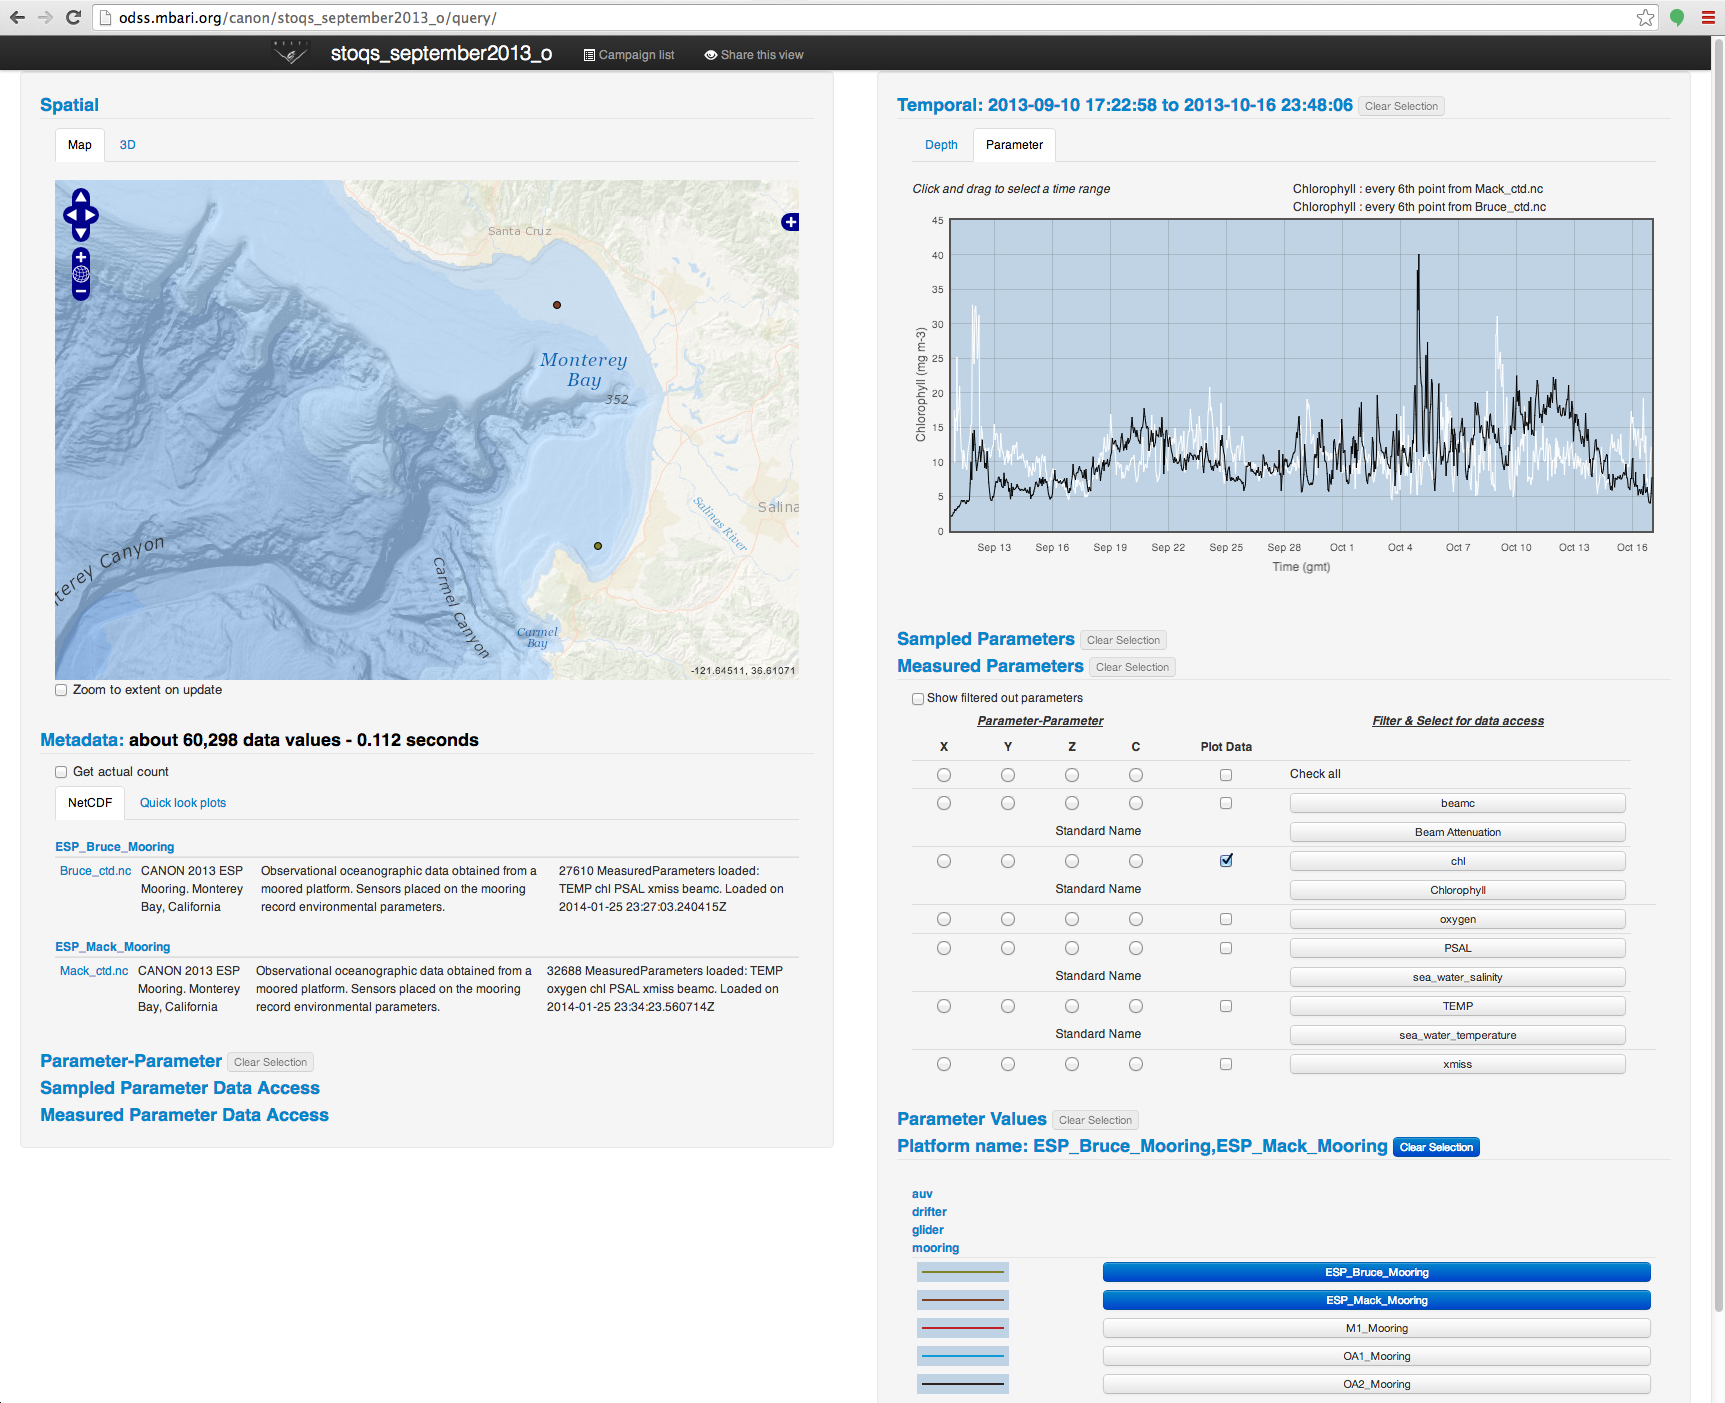 odss.mbari.org/canon/stoqs_september2013_o/query/
stoqs_september2013_o
Campaign list
Share this view
Spatial
Map
3D
Santa Cruz
Monterey
Bay
352
Salinas River
Salina
terey Canyon
Carmel Canyon
Carmel
Bay
-121.64511, 36.61071
Zoom to extent on update
Metadata: about 60,298 data values - 0.112 seconds
Get actual count
NetCDF
Quick look plots
ESP_Bruce_Mooring
Bruce_ctd.nc CANON 2013 ESP Observational oceanographic data obtained from a 27610 MeasuredParameters loaded:
Mooring. Monterey moored platform. Sensors placed on the mooring TEMP chl PSAL xmiss beamc. Loaded on
Bay, California record environmental parameters. 2014-01-25 23:27:03.240415Z
ESP_Mack_Mooring
Mack_ctd.nc CANON 2013 ESP Observational oceanographic data obtained from a 32688 MeasuredParameters loaded: TEMP
Mooring. Monterey moored platform. Sensors placed on the mooring oxygen chl PSAL xmiss beamc. Loaded on
Bay, California record environmental parameters. 2014-01-25 23:34:23.560714Z
Parameter-Parameter Clear Selection
Sampled Parameter Data Access
Measured Parameter Data Access
Temporal: 2013-09-10 17:22:58 to 2013-10-16 23:48:06 Clear Selection
Depth
Parameter
Click and drag to select a time range
Chlorophyll : every 6th point from Mack_ctd.nc
Chlorophyll : every 6th point from Bruce_ctd.nc
Chlorophyll (mg m-3)
45
40
35
30
25
20
15
10
5
0
Sep 13 Sep 16 Sep 19 Sep 22 Sep 25 Sep 28 Oct 1 Oct 4 Oct 7 Oct 10 Oct 13 Oct 16
Time (gmt)
Sampled Parameters Clear Selection
Measured Parameters Clear Selection
Show filtered out parameters
Parameter-Parameter Filter & Select for data access
X Y Z C Plot Data
Check all
beamc
Standard Name Beam Attenuation
chl
Standard Name Chlorophyll
oxygen
PSAL
Standard Name sea_water_salinity
TEMP
Standard Name sea_water_temperature
xmiss
Parameter Values Clear Selection
Platform name: ESP_Bruce_Mooring,ESP_Mack_Mooring Clear Selection
auv
drifter
glider
mooring
ESP_Bruce_Mooring
ESP_Mack_Mooring
M1_Mooring
OA1_Mooring
OA2_Mooring